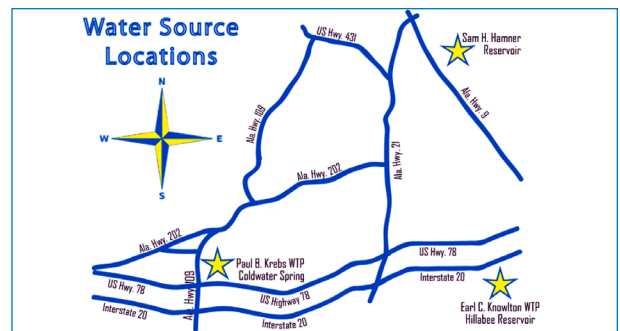 Water Source
Locations
N
W
E
S
US Hwy. 431
Sam H. Hamner
Reservoir
Ala. Hwy. 109
Ala. Hwy. 9
Ala. Hwy. 21
Ala. Hwy. 202
Ala. Hwy. 202
US Hwy. 78
Paul B. Krebs WTP
Coldwater Spring
Interstate 20
US Hwy. 78
Ala. Hwy. 109
US Highway 78
Interstate 20
Interstate 20
Earl C. Knowlton WTP
Hillabee Reservoir